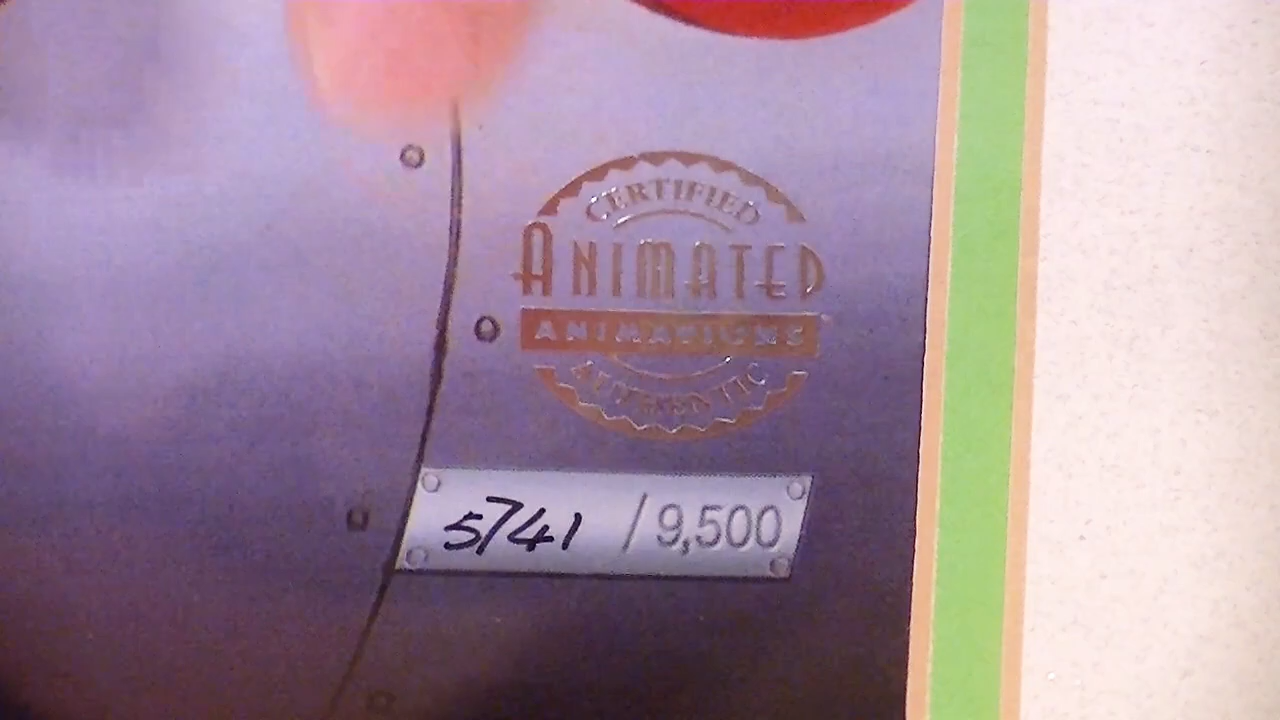 CERTIFIED
ANIMATED
ANIMATIONS
AUTHENTIC
5741 / 9,500